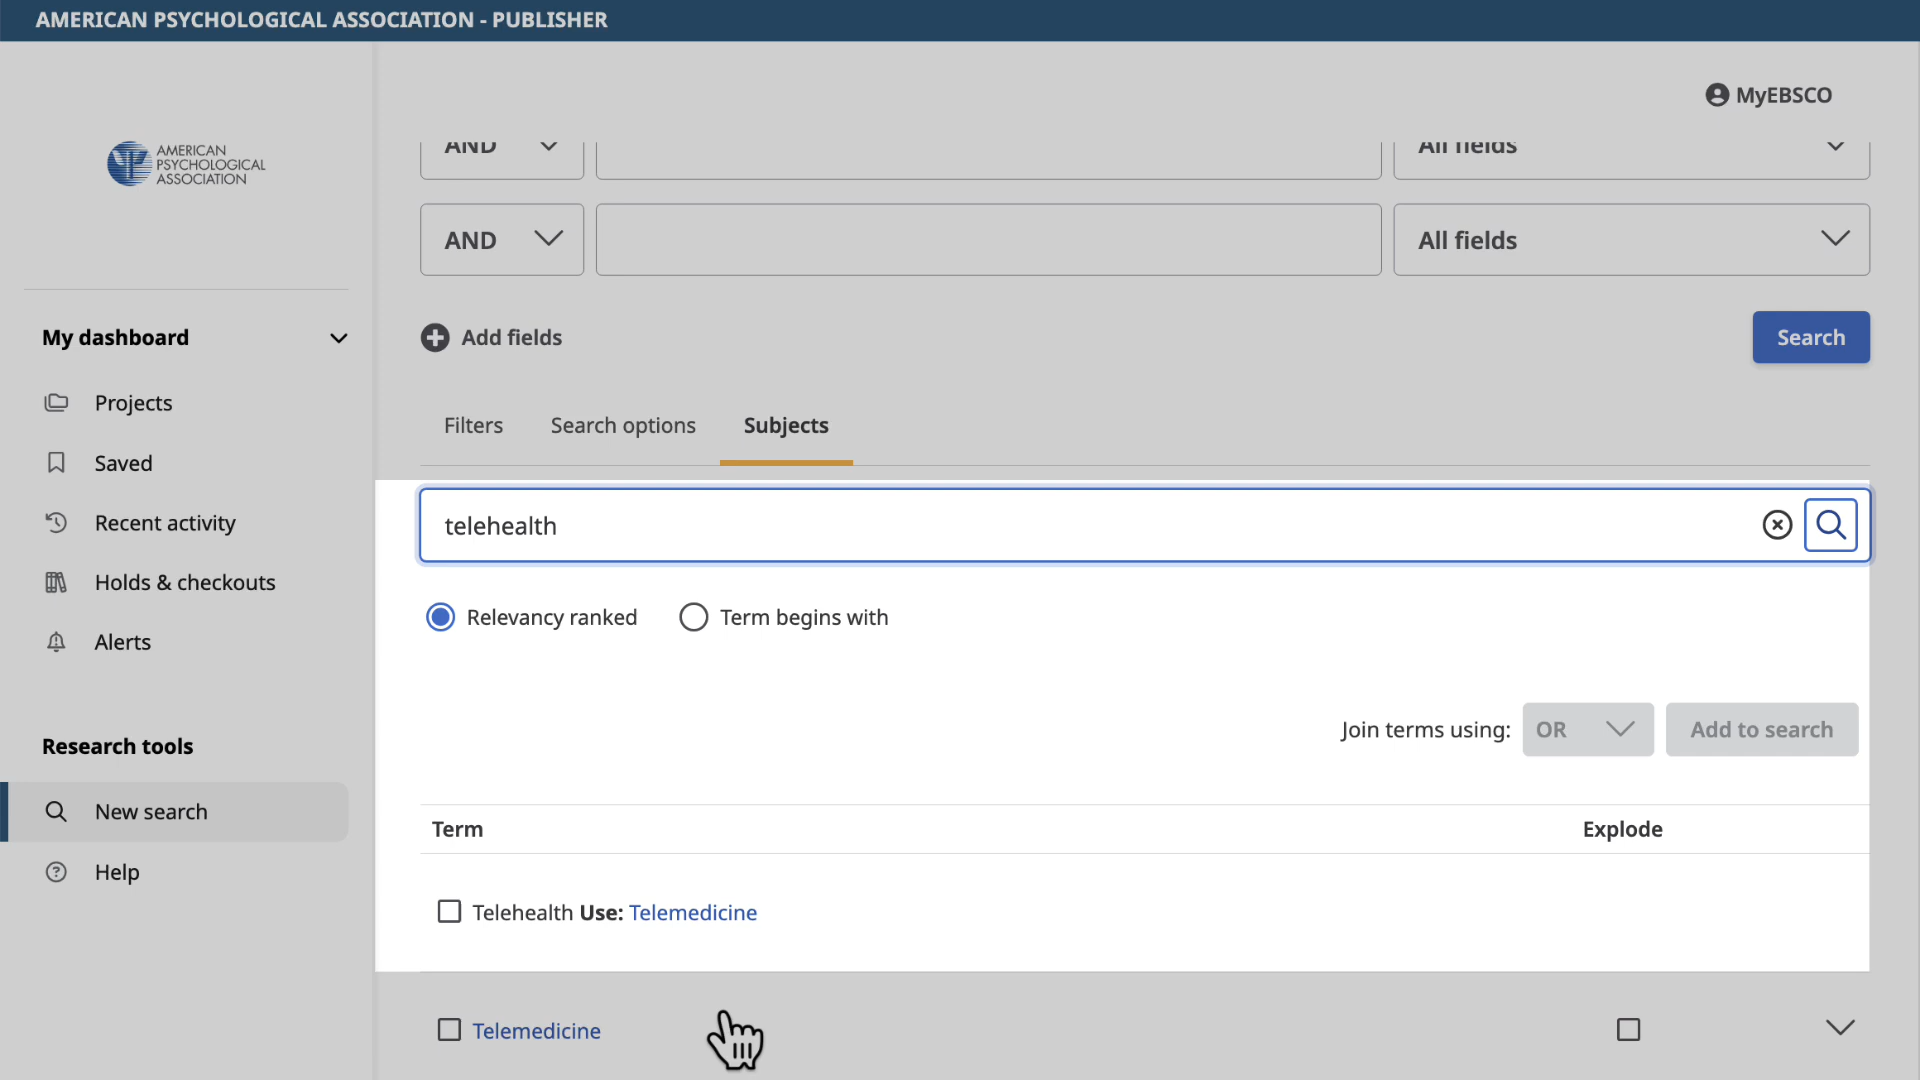 AMERICAN PSYCHOLOGICAL ASSOCIATION - PUBLISHER
MyEBSCO
AMERICAN
PSYCHOLOGICAL
ASSOCIATION
AND All fields
AND All fields
Add fields Search
My dashboard
Projects
Saved
Recent activity
Holds & checkouts
Alerts
Research tools
New search
Help
Filters Search options Subjects
telehealth
Relevancy ranked Term begins with
Join terms using: OR Add to search
Term Explode
Telehealth Use: Telemedicine
Telemedicine